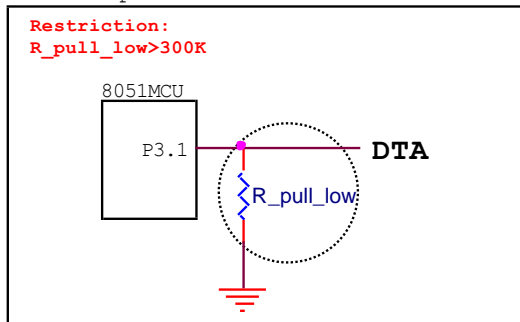 Restriction:
R_pull_low>300K
8051MCU
P3.1
DTA
R_pull_low